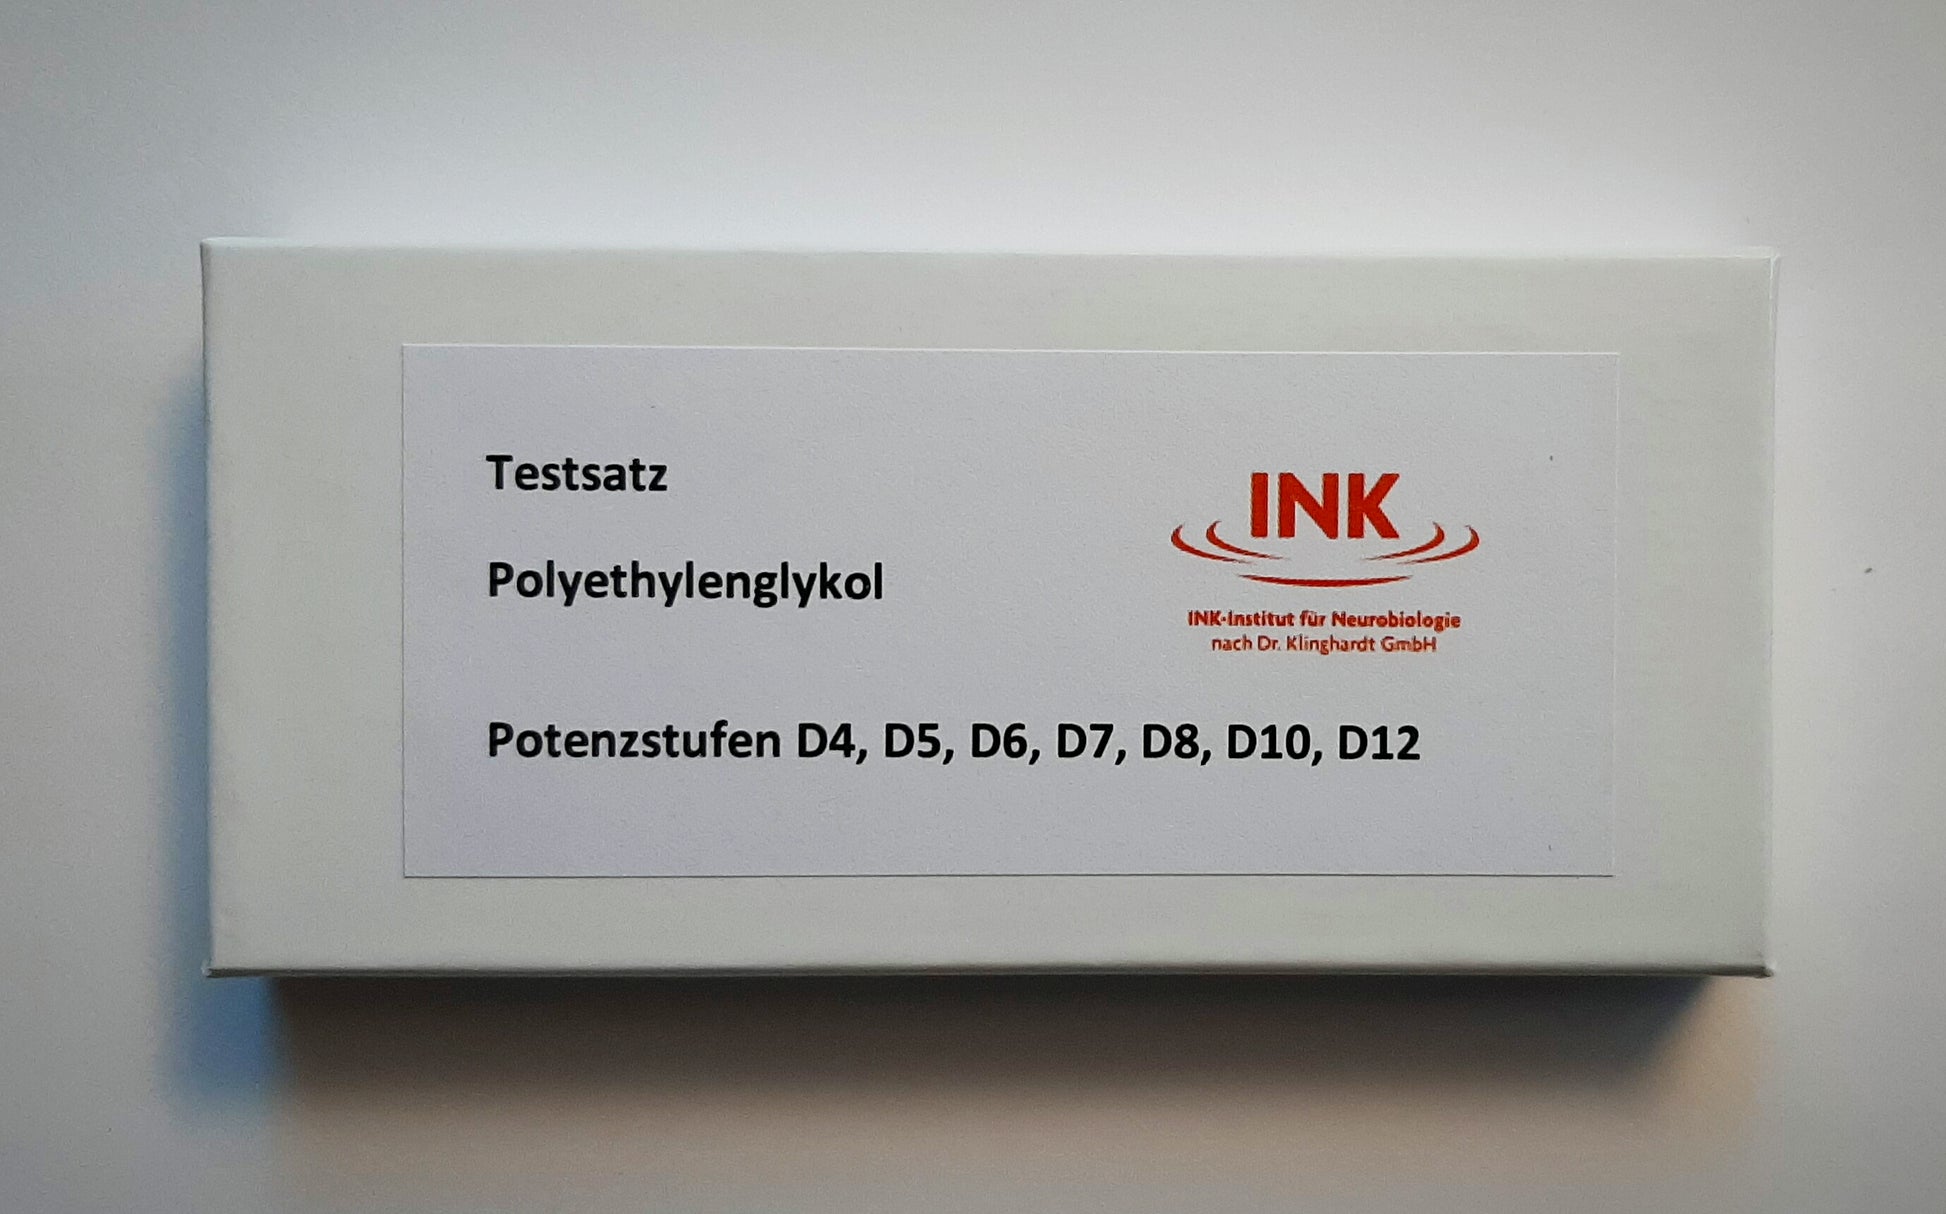 Testsatz
Polyethylenglykol
INK
INK-Institut für Neurobiologie
nach Dr. Klinghardt GmbH
Potenzstufen D4, D5, D6, D7, D8, D10, D12